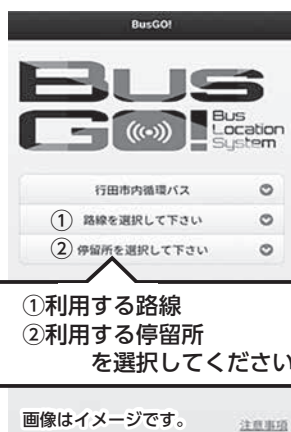 BusGO!
BUS
GO!
Bus
Location
System
行田市内循環バス
① 路線を選択して下さい
② 停留所を選択して下さい
①利用する路線
②利用する停留所
を選択してください
画像はイメージです。
注意事項